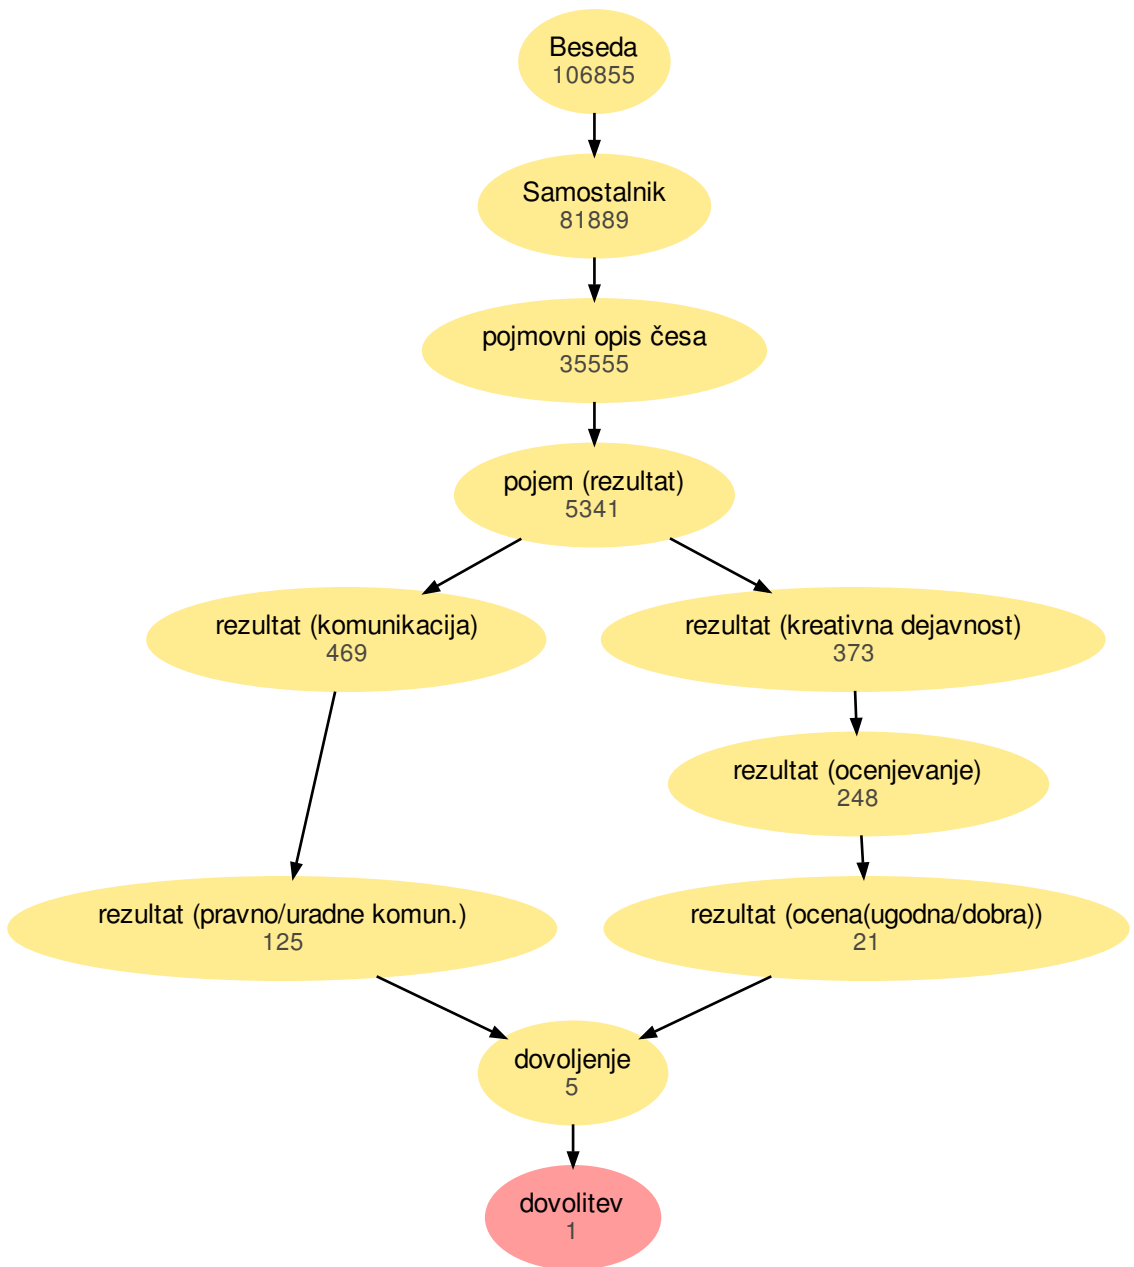 Beseda
106855
Samostalnik
81889
pojmovni opis česa
35555
pojem (rezultat)
5341
rezultat (komunikacija)
469
rezultat (kreativna dejavnost)
373
rezultat (ocenjevanje)
248
rezultat (pravno/uradne komun.)
125
rezultat (ocena(ugodna/dobra))
21
dovoljenje
5
dovolitev
1